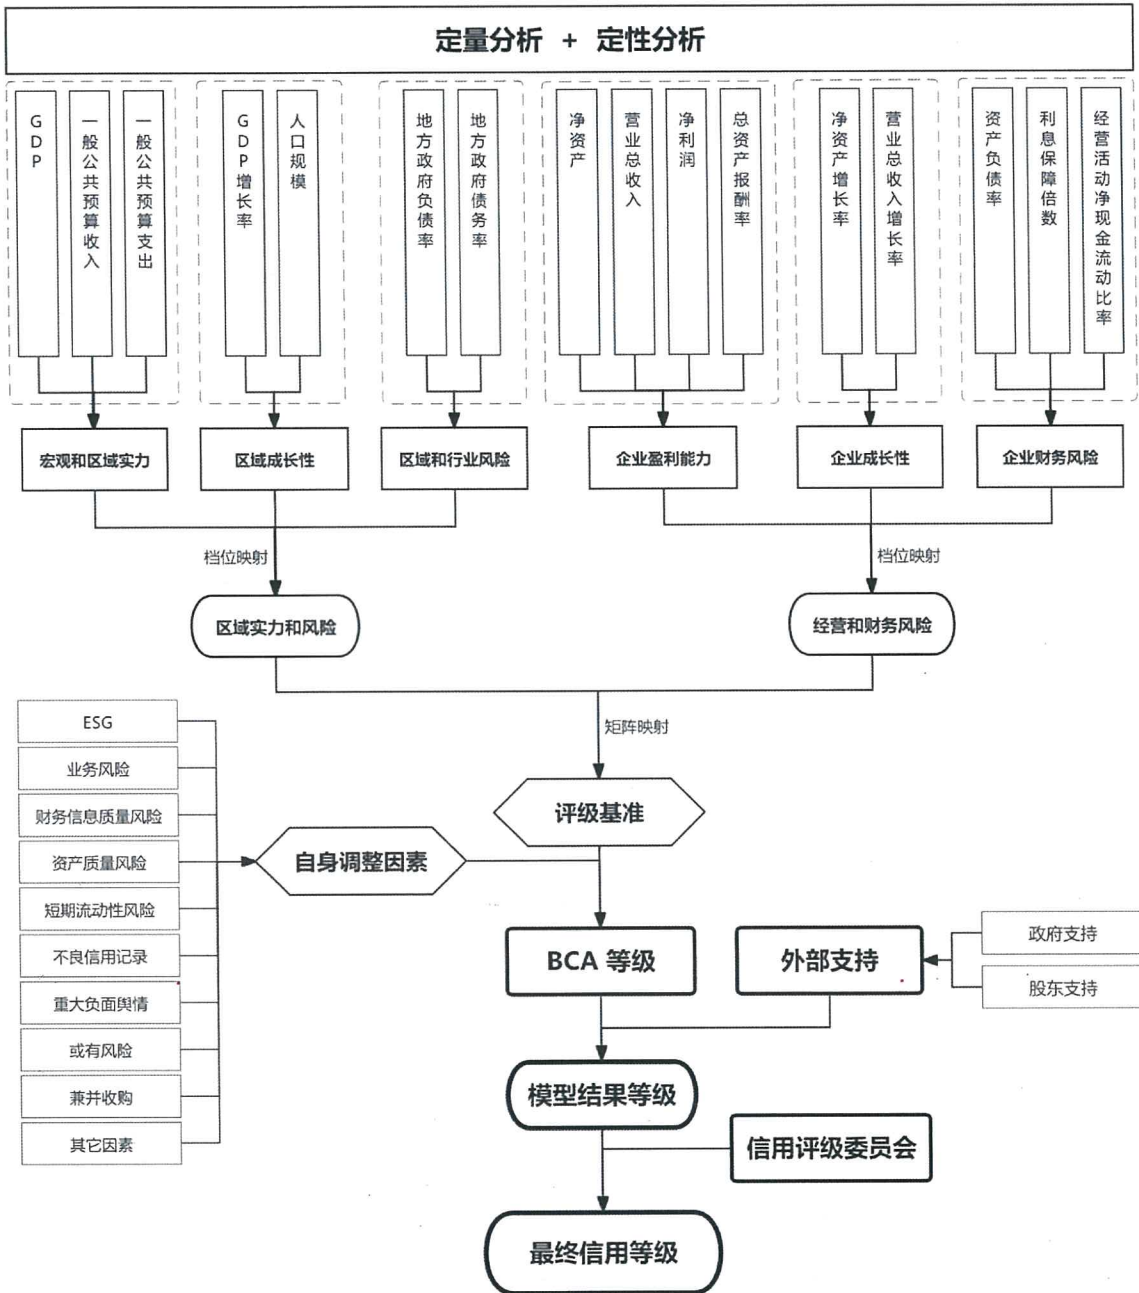 定量分析 + 定性分析
GDP
一般公共预算收入
一般公共预算支出
GDP增长率
人口规模
地方政府负债率
地方政府债务率
净资产
营业总收入
净利润
总资产报酬率
净资产增长率
营业总收入增长率
资产负债率
利息保障倍数
经营活动净现金流动比率
宏观和区域实力
区域成长性
区域和行业风险
企业盈利能力
企业成长性
企业财务风险
档位映射
档位映射
区域实力和风险
经营和财务风险
矩阵映射
ESG
业务风险
财务信息质量风险
资产质量风险
短期流动性风险
不良信用记录
重大负面舆情
或有风险
兼并收购
其它因素
评级基准
自身调整因素
BCA 等级
外部支持
政府支持
股东支持
模型结果等级
信用评级委员会
最终信用等级